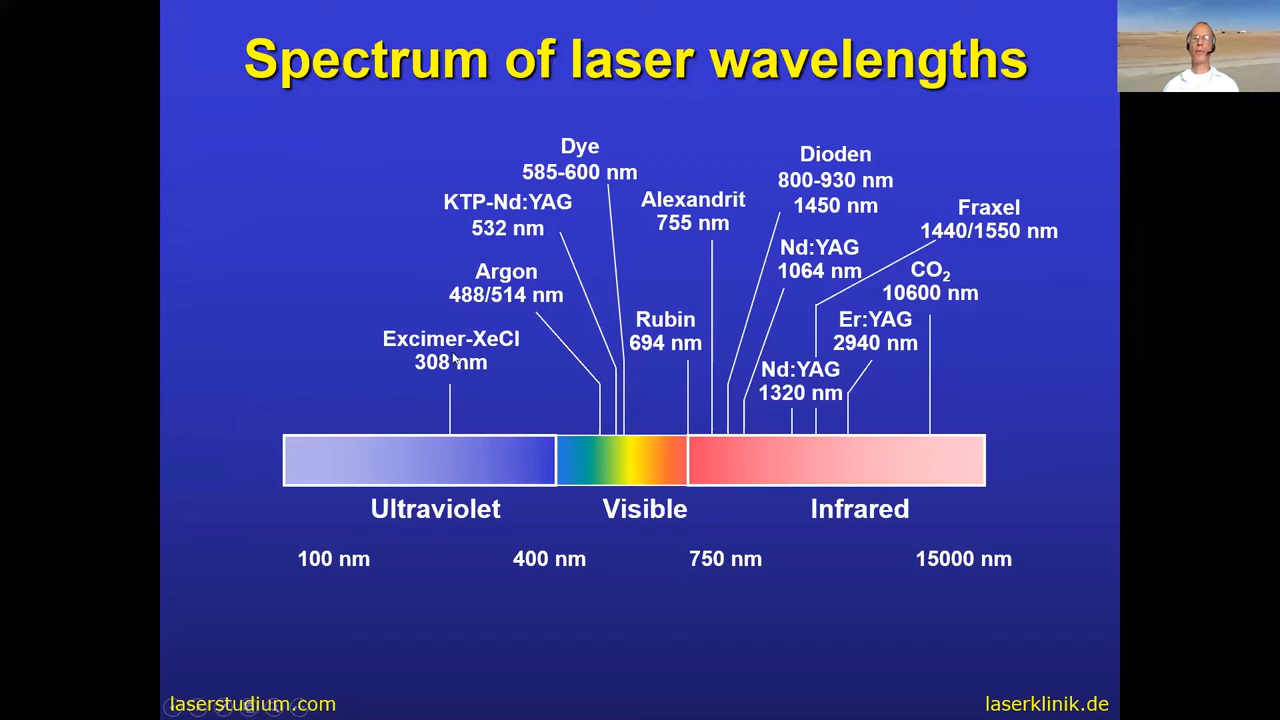 Spectrum of laser wavelengths
Dye
585-600 nm
KTP-Nd:YAG
532 nm
Argon
488/514 nm
Excimer-XeCl
308 nm
Alexandrit
755 nm
Rubin
694 nm
Dioden
800-930 nm
1450 nm
Nd:YAG
1064 nm
Fraxel
1440/1550 nm
CO₂
10600 nm
Er:YAG
2940 nm
Nd:YAG
1320 nm
Ultraviolet
Visible
Infrared
100 nm
400 nm
750 nm
15000 nm
laserstudium.com
laserklinik.de